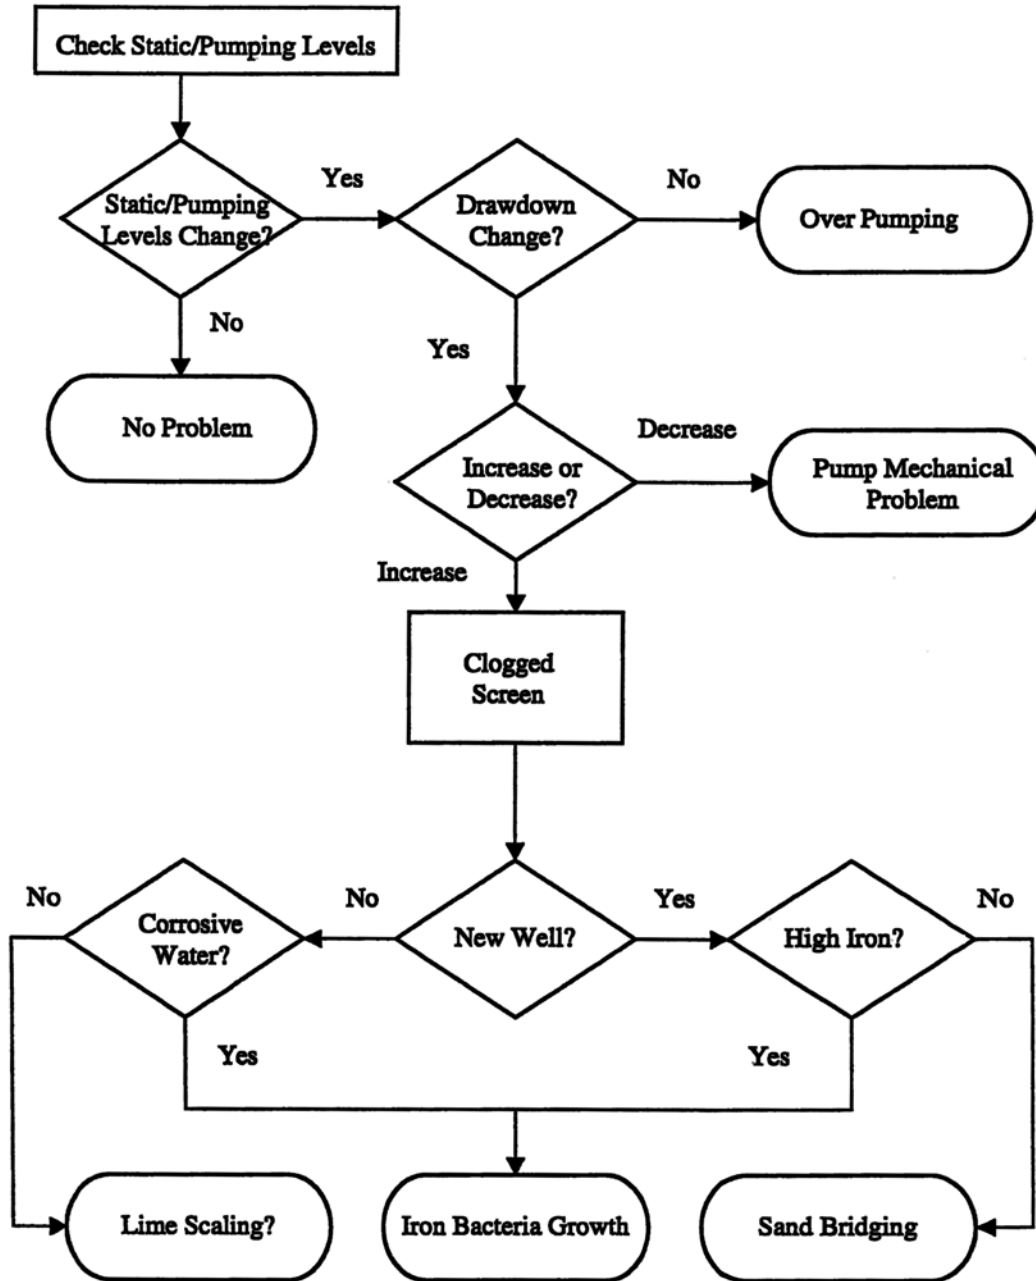 Check Static/Pumping Levels
Static/Pumping
Levels Change?
Yes
Drawdown
Change?
No
Over Pumping
No
Yes
No Problem
Increase or
Decrease?
Decrease
Pump Mechanical
Problem
Increase
Clogged
Screen
No
Corrosive
Water?
No
New Well?
Yes
High Iron?
No
Yes
Yes
Lime Scaling?
Iron Bacteria Growth
Sand Bridging